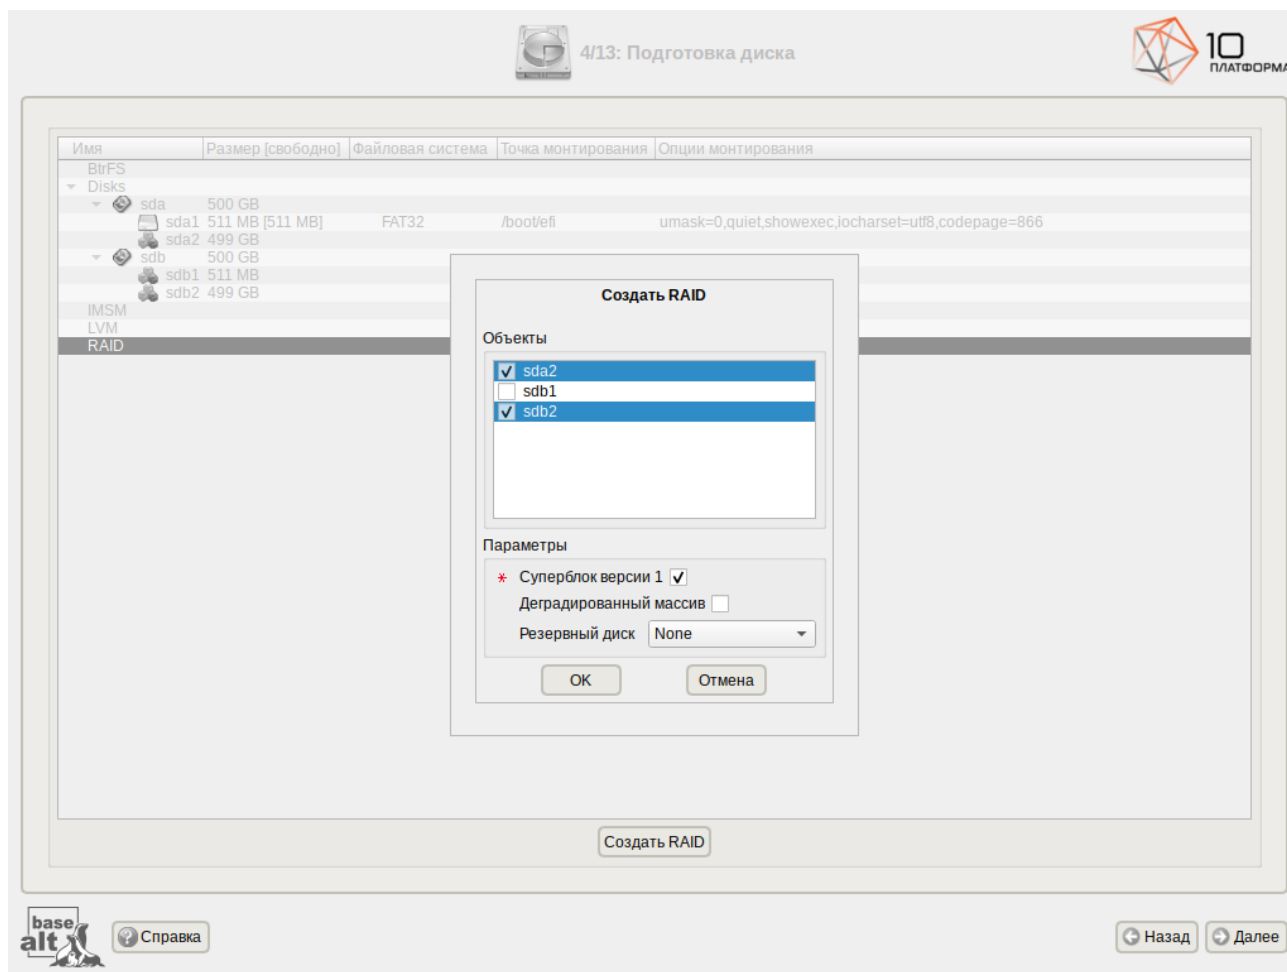 4/13: Подготовка диска
10
ПЛАТФОРМА
Имя Размер [свободно] Файловая система Точка монтирования Опции монтирования
BtrFS
Disks
sda 500 GB
sda1 511 MB [511 MB] FAT32 /boot/efi umask=0,quiet,showexec,iocharset=utf8,codepage=866
sda2 499 GB
sdb 500 GB
sdb1 511 MB
sdb2 499 GB
IMSM
LVM
RAID
Создать RAID
Объекты
sda2
sdb1
sdb2
Параметры
* Суперблок версии 1
Деградированный массив
Резервный диск None
OK Отмена
Создать RAID
base
alt
Справка
Назад Далее